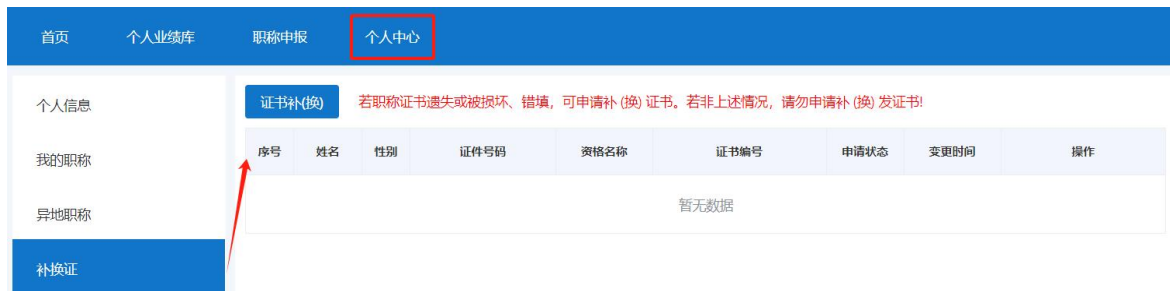 首页 个人业绩库 职称申报 个人中心
个人信息
我的职称
异地职称
补换证
证书补(换) 若职称证书遗失或被损坏、错填，可申请补 (换) 证书。若非上述情况，请勿申请补 (换) 发证书!
序号 姓名 性别 证件号码 资格名称 证书编号 申请状态 变更时间 操作
暂无数据